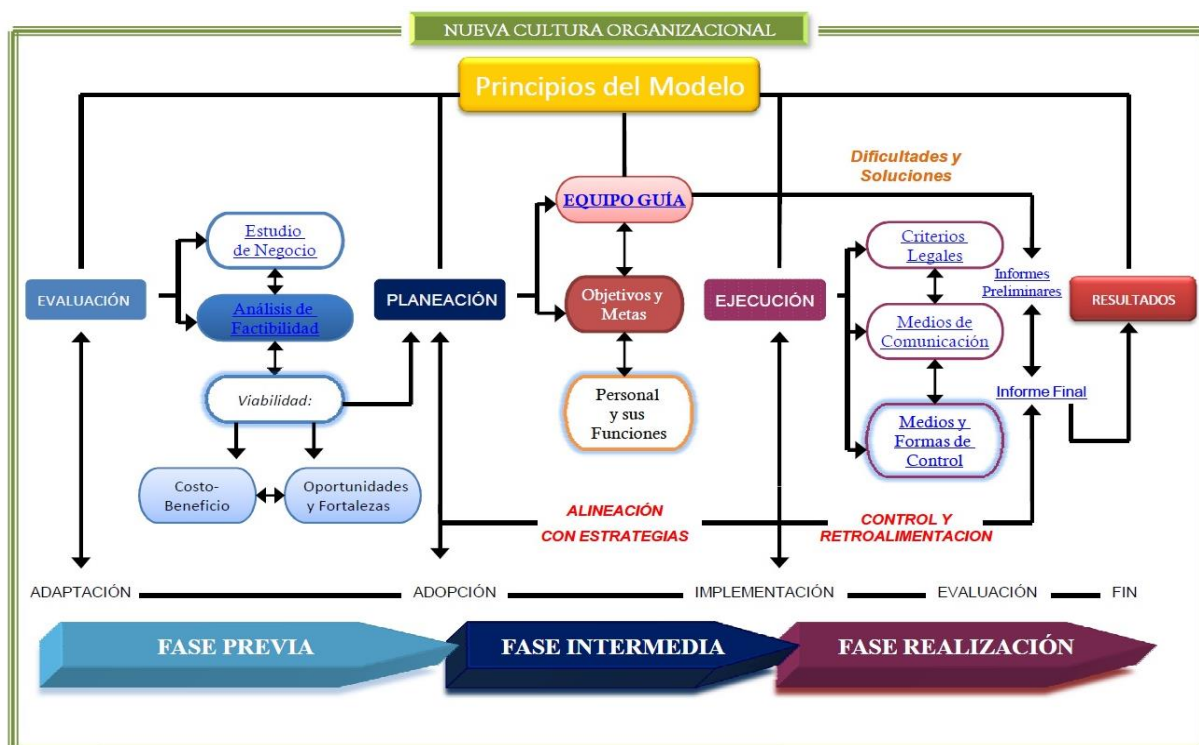 NUEVA CULTURA ORGANIZACIONAL
Principios del Modelo
Dificultades y
Soluciones
EQUIPO GUÍA
Estudio
de Negocio
Criterios
Legales
Informes
Preliminares
EVALUACIÓN
Análisis de
Factibilidad
PLANEACIÓN
Objetivos y
Metas
EJECUCIÓN
Medios de
Comunicación
RESULTADOS
Viabilidad:
Personal
y sus
Funciones
Informe Final
Medios y
Formas de
Control
Costo-
Beneficio
Oportunidades
y Fortalezas
ALINEACIÓN
CON ESTRATEGIAS
CONTROL Y
RETROALIMENTACION
ADAPTACIÓN
ADOPCIÓN
IMPLEMENTACIÓN
EVALUACIÓN
FIN
FASE PREVIA
FASE INTERMEDIA
FASE REALIZACIÓN